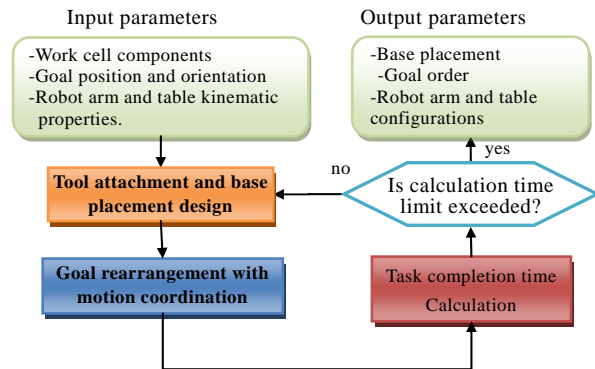 Input parameters
-Work cell components
-Goal position and orientation
-Robot arm and table kinematic
properties.
Output parameters
-Base placement
-Goal order
-Robot arm and table
configurations
Tool attachment and base
placement design
no
yes
Is calculation time
limit exceeded?
Goal rearrangement with
motion coordination
Task completion time
Calculation